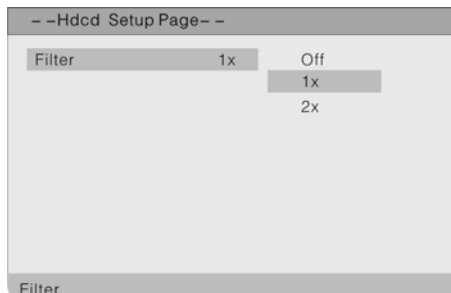 --Hdcd Setup Page--
Filter 1x Off
1x
2x
Filter